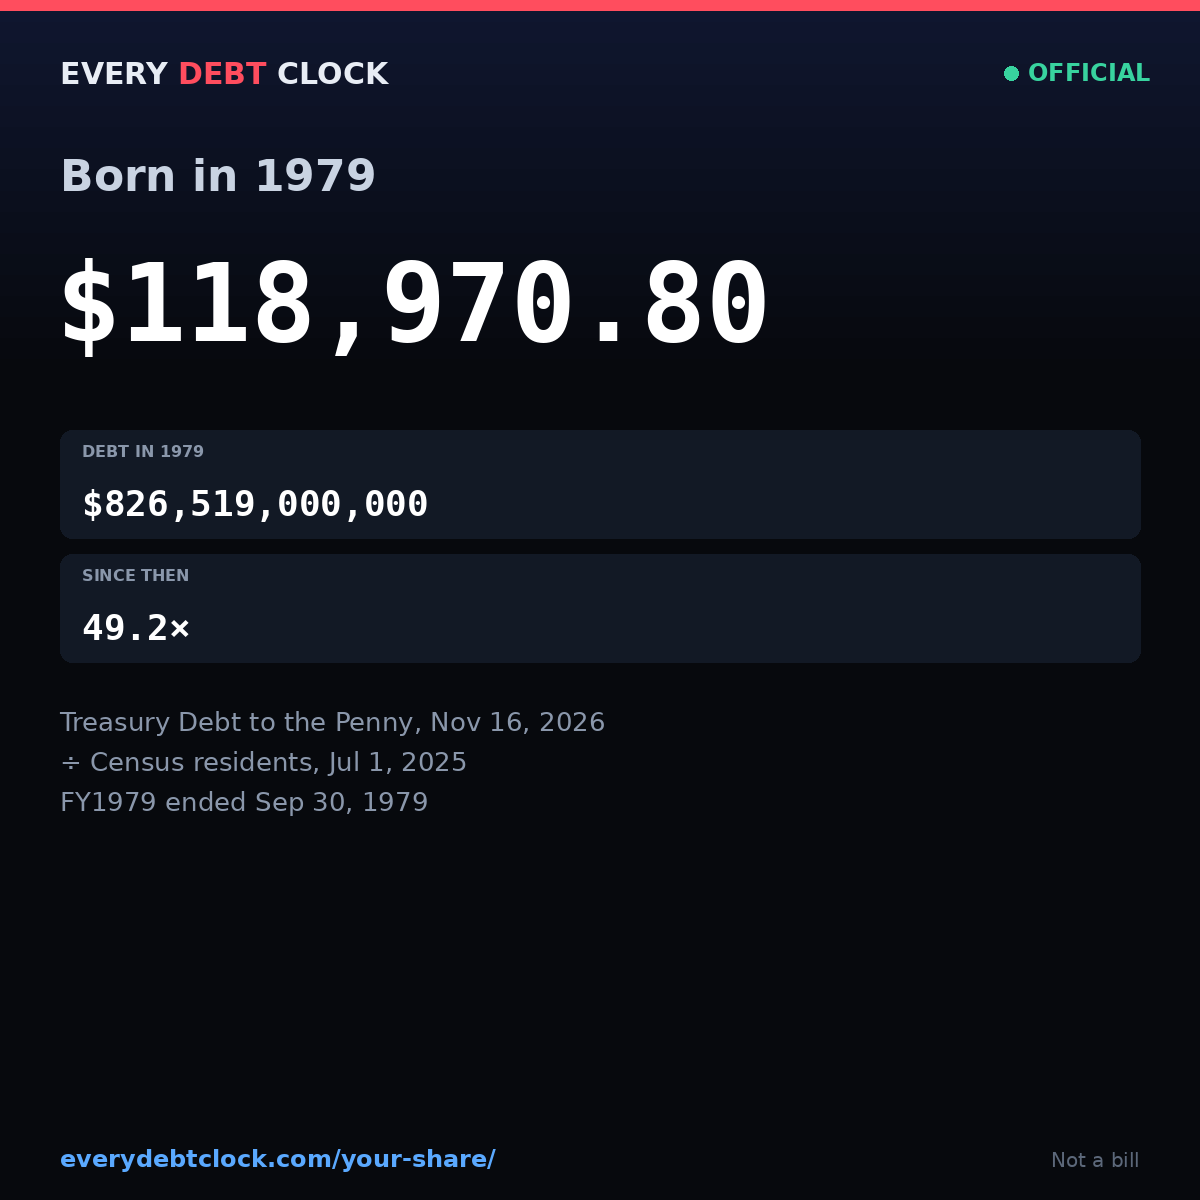 EVERY DEBT CLOCK
OFFICIAL
Born in 1979
$118,970.80
DEBT IN 1979
$826,519,000,000
SINCE THEN
49.2×
Treasury Debt to the Penny, Nov 16, 2026
÷ Census residents, Jul 1, 2025
FY1979 ended Sep 30, 1979
everydebtclock.com/your-share/
Not a bill